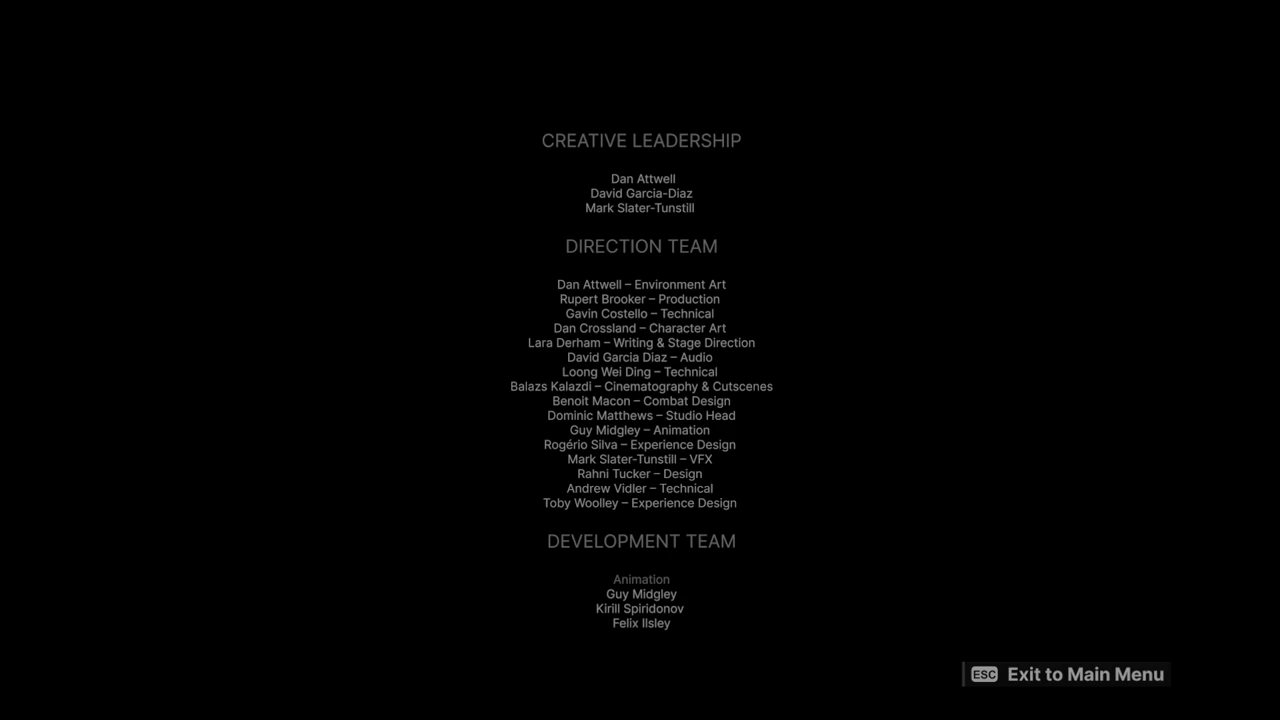 CREATIVE LEADERSHIP
Dan Attwell
David Garcia-Diaz
Mark Slater-Tunstill
DIRECTION TEAM
Dan Attwell – Environment Art
Rupert Brooker – Production
Gavin Costello – Technical
Dan Crossland – Character Art
Lara Derham – Writing & Stage Direction
David Garcia Diaz – Audio
Loong Wei Ding – Technical
Balazs Kalazdi – Cinematography & Cutscenes
Benoit Macon – Combat Design
Dominic Matthews – Studio Head
Guy Midgley – Animation
Rogério Silva – Experience Design
Mark Slater-Tunstill – VFX
Rahni Tucker – Design
Andrew Vidler – Technical
Toby Woolley – Experience Design
DEVELOPMENT TEAM
Animation
Guy Midgley
Kirill Spiridonov
Felix Ilsley
ESC Exit to Main Menu